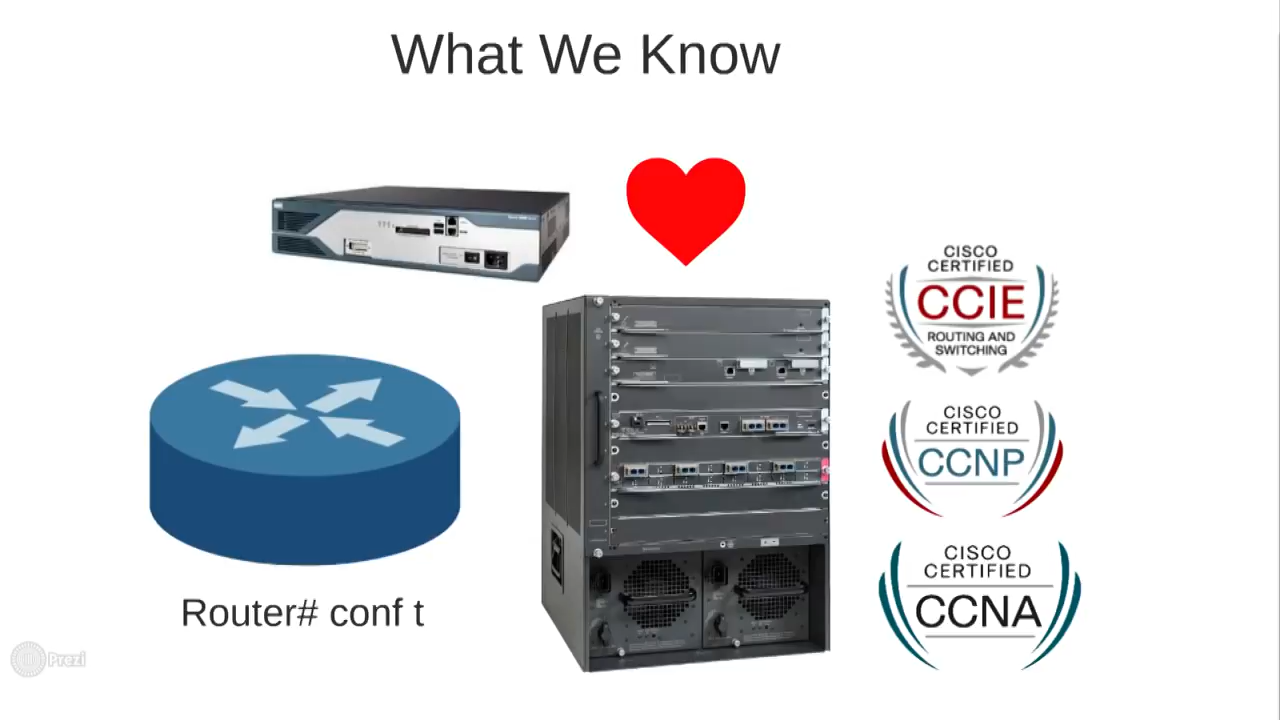 What We Know
CISCO
CERTIFIED
CCIE
ROUTING AND
SWITCHING
CISCO
CERTIFIED
CCNP
CISCO
CERTIFIED
CCNA
Router# conf t
Prezi